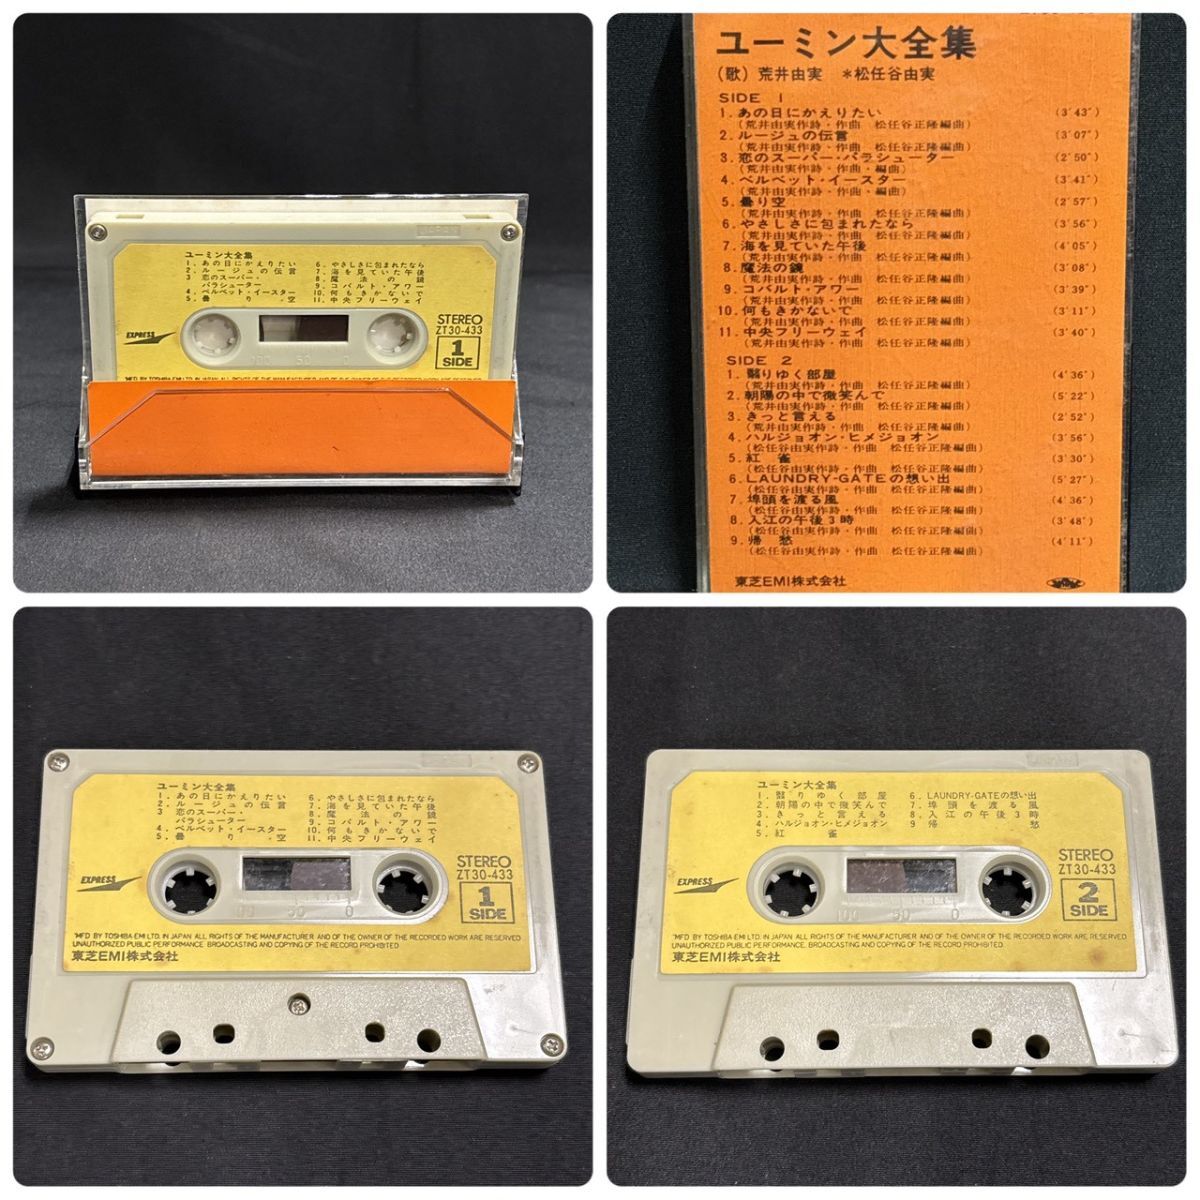 JAPAN
ユーミン大全集
1. あの日にかえりたい
2. ルージュの伝言
3 恋のスーパー・
パラシューター
4. ベルベット・イースター
5. 曇り空
6. やさしさに包まれたなら
7. 海を見ていた午後
8. 魔法の鏡
9. コバルト・アワー
10. 何もきかないで
11. 中央フリーウェイ
EXPRESS
100 50 0
STEREO
ZT30-433
1
SIDE
ユーミン大全集
(歌) 荒井由実 *松任谷由実
SIDE 1
1. あの日にかえりたい (3'43")
(荒井由実作詩・作曲 松任谷正隆編曲)
2. ルージュの伝言 (3'07")
(荒井由実作詩・作曲 松任谷正隆編曲)
3. 恋のスーパー・パラシューター (2'50")
(荒井由実作詩・作曲・編曲)
4. ベルベット・イースター (3'41")
(荒井由実作詩・作曲・編曲)
5. 曇り空 (2'57")
(荒井由実作詩・作曲 松任谷正隆編曲)
6. やさしさに包まれたなら (3'56")
(荒井由実作詩・作曲 松任谷正隆編曲)
7. 海を見ていた午後 (4'05")
(荒井由実作詩・作曲 松任谷正隆編曲)
8. 魔法の鏡 (3'08")
(荒井由実作詩・作曲 松任谷正隆編曲)
9. コバルト・アワー (3'39")
(荒井由実作詩・作曲 松任谷正隆編曲)
10. 何もきかないで (3'11")
(荒井由実作詩・作曲 松任谷正隆編曲)
11. 中央フリーウェイ (3'40")
(荒井由実作詩・作曲 松任谷正隆編曲)
SIDE 2
1. 翳りゆく部屋 (4'36")
(荒井由実作詩・作曲 松任谷正隆編曲)
2. 朝陽の中で微笑んで (5'22")
(荒井由実作詩・作曲 松任谷正隆編曲)
3. きっと言える (2'52")
(荒井由実作詩・作曲 松任谷正隆編曲)
4. ハルジョオン・ヒメジョオン (3'56")
(松任谷由実作詩・作曲 松任谷正隆編曲)
5. 紅雀 (3'30")
(松任谷由実作詩・作曲 松任谷正隆編曲)
6. LAUNDRY-GATEの想い出 (5'27")
(松任谷由実作詩・作曲 松任谷正隆編曲)
7. 埠頭を渡る風 (4'36")
(松任谷由実作詩・作曲 松任谷正隆編曲)
8. 入江の午後3時 (3'48")
(松任谷由実作詩・作曲 松任谷正隆編曲)
9. 帰愁 (4'11")
(松任谷由実作詩・作曲 松任谷正隆編曲)
東芝EMI株式会社
ユーミン大全集
1. あの日にかえりたい
2. ルージュの伝言
3 恋のスーパー・
パラシューター
4. ベルベット・イースター
5. 曇り・空
6. やさしさに包まれたなら
7. 海を見ていた午後
8. 魔法の鏡
9. コバルト・アワー
10. 何もきかないで
11. 中央フリーウェイ
EXPRESS
100 50 0
STEREO
ZT30-433
1
SIDE
MFD BY TOSHIBA-EMI LTD. IN JAPAN ALL RIGHTS OF THE MANUFACTURER AND OF THE OWNER OF THE RECORDED WORK ARE RESERVED
UNAUTHORIZED PUBLIC PERFORMANCE. BROADCASTING AND COPYING OF THE RECORD PROHIBITED.
東芝EMI株式会社
JAPAN
ユーミン大全集
1. 翳りゆく部屋
2. 朝陽の中で微笑んで
3. きっと言える
4. ハルジョオン・ヒメジョオン
5. 紅雀
6. LAUNDRY-GATEの想い出
7. 埠頭を渡る風
8. 入江の午後3時
9. 帰愁
EXPRESS
100 50 0
STEREO
ZT30-433
2
SIDE
MFD BY TOSHIBA-EMI LTD. IN JAPAN ALL RIGHTS OF THE MANUFACTURER AND OF THE OWNER OF THE RECORDED WORK ARE RESERVED
UNAUTHORIZED PUBLIC PERFORMANCE. BROADCASTING AND COPYING OF THE RECORD PROHIBITED.
東芝EMI株式会社